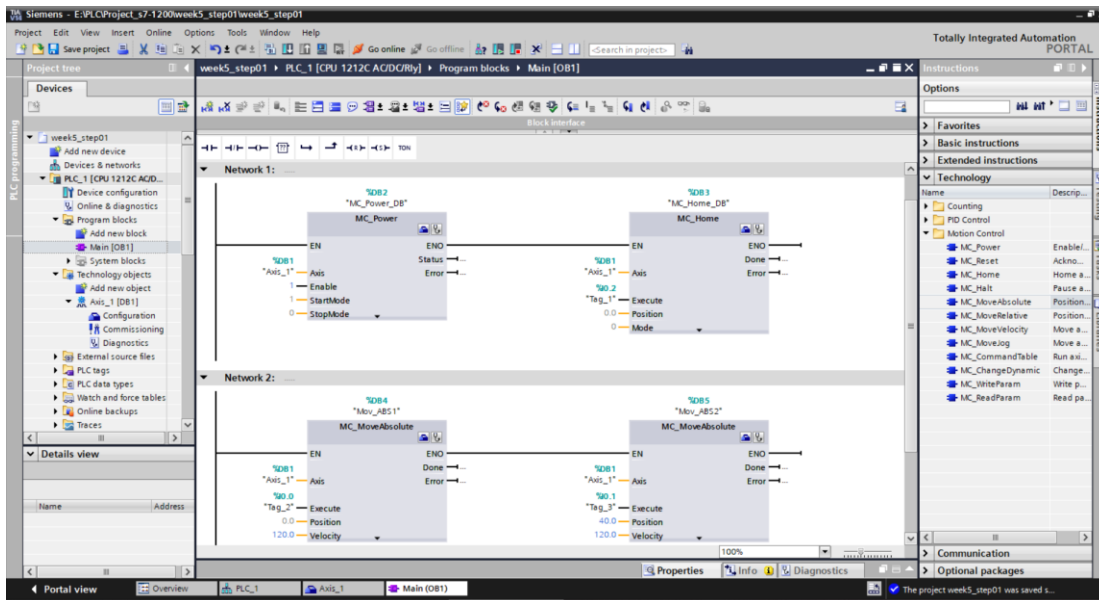 Siemens - E:\PLC\Project_s7-1200\week5_step01\week5_step01
Project Edit View Insert Online Options Tools Window Help
Totally Integrated Automation
PORTAL
Save project
Go online
Go offline
<Search in project>
Project tree
week5_step01 PLC_1 [CPU 1212C AC/DC/Rly] Program blocks Main [OB1]
Instructions
Devices
Options
PLC programming
Block interface
week5_step01
Add new device
Devices & networks
PLC_1 [CPU 1212C AC/D...
Device configuration
Online & diagnostics
Program blocks
Add new block
Main [OB1]
System blocks
Technology objects
Add new object
Axis_1 [DB1]
Configuration
Commissioning
Diagnostics
External source files
PLC tags
PLC data types
Watch and force tables
Online backups
Traces
Details view
Name Address
TON
Network 1:
%DB2
"MC_Power_DB"
MC_Power
EN ENO
Status
%DB1
"Axis_1" Axis Error
1 Enable
1 StartMode
0 StopMode
%DB3
"MC_Home_DB"
MC_Home
EN ENO
Done
%DB1
"Axis_1" Axis Error
%I0.2
"Tag_1" Execute
0.0 Position
0 Mode
Network 2:
%DB4
"Mov_ABS1"
MC_MoveAbsolute
EN ENO
Done
%DB1
"Axis_1" Axis Error
%I0.0
"Tag_2" Execute
0.0 Position
120.0 Velocity
%DB5
"Mov_ABS2"
MC_MoveAbsolute
EN ENO
Done
%DB1
"Axis_1" Axis Error
%I0.1
"Tag_3" Execute
40.0 Position
120.0 Velocity
100%
Favorites
Basic instructions
Extended instructions
Technology
Name Descrip...
Counting
PID Control
Motion Control
MC_Power Enable/...
MC_Reset Ackno...
MC_Home Home a...
MC_Halt Pause a...
MC_MoveAbsolute Position...
MC_MoveRelative Position...
MC_MoveVelocity Move a...
MC_MoveJog Move a...
MC_CommandTable Run axi...
MC_ChangeDynamic Change...
MC_WriteParam Write p...
MC_ReadParam Read pa...
Communication
Optional packages
Properties Info Diagnostics
Portal view Overview PLC_1 Axis_1 Main (OB1)
The project week5_step01 was saved s...